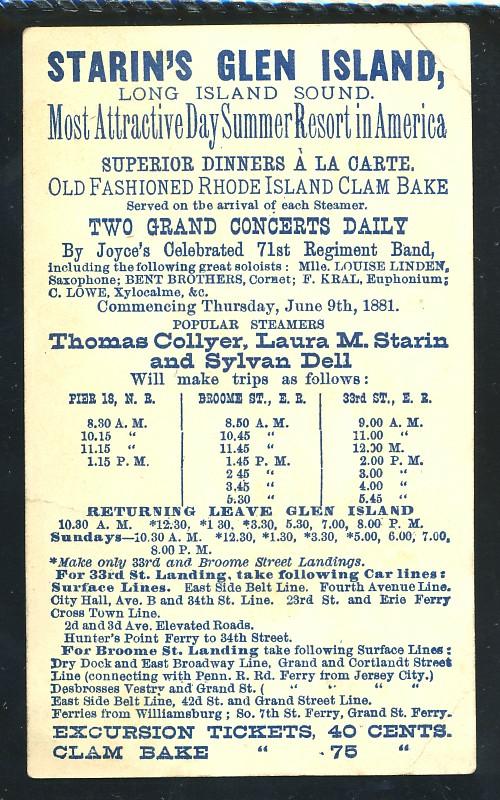 STARIN'S GLEN ISLAND,
LONG ISLAND SOUND.
Most Attractive Day Summer Resort in America
SUPERIOR DINNERS À LA CARTE.
OLD FASHIONED RHODE ISLAND CLAM BAKE
Served on the arrival of each Steamer.
TWO GRAND CONCERTS DAILY
By Joyce's Celebrated 71st Regiment Band,
including the following great soloists: Mlle. LOUISE LINDEN,
Saxophone; BENT BROTHERS, Cornet; F. KRAL, Euphonium;
C. LOWE, Xylocalme, &c.
Commencing Thursday, June 9th, 1881.
POPULAR STEAMERS
Thomas Collyer, Laura M. Starin
and Sylvan Dell
Will make trips as follows:
PIER 18, N. R. BROOME ST., E. R. 33rd ST., E. R.
8.30 A. M. 8.50 A. M. 9.00 A. M.
10.15 " 10.45 " 11.00 "
11.15 " 11.45 " 12.00 M.
1.15 P. M. 1.45 P. M. 2.00 P. M.
2 45 " 3.00 "
3.45 " 4.00 "
5.30 " 5.45 "
RETURNING LEAVE GLEN ISLAND
10.30 A. M. *12.30, *1 30, *3.30, 5.30, 7.00, 8.00 P. M.
Sundays—10.30 A. M. *12.30, *1.30, *3.30, *5.00, 6.00, 7.00,
8.00 P. M.
*Make only 33rd and Broome Street Landings.
For 33rd St. Landing, take following Car lines:
Surface Lines. East Side Belt Line. Fourth Avenue Line.
City Hall, Ave. B and 34th St. Line. 23rd St. and Erie Ferry
Cross Town Line.
2d and 3d Ave. Elevated Roads.
Hunter's Point Ferry to 34th Street.
For Broome St. Landing take following Surface Lines:
Dry Dock and East Broadway Line, Grand and Cortlandt Street
Line (connecting with Penn. R. Rd. Ferry from Jersey City.)
Desbrosses Vestry and Grand St. ( " " " " "
East Side Belt Line, 42d St. and Grand Street Line.
Ferries from Williamsburg; So. 7th St. Ferry, Grand St. Ferry.
EXCURSION TICKETS, 40 CENTS.
CLAM BAKE " 75 "